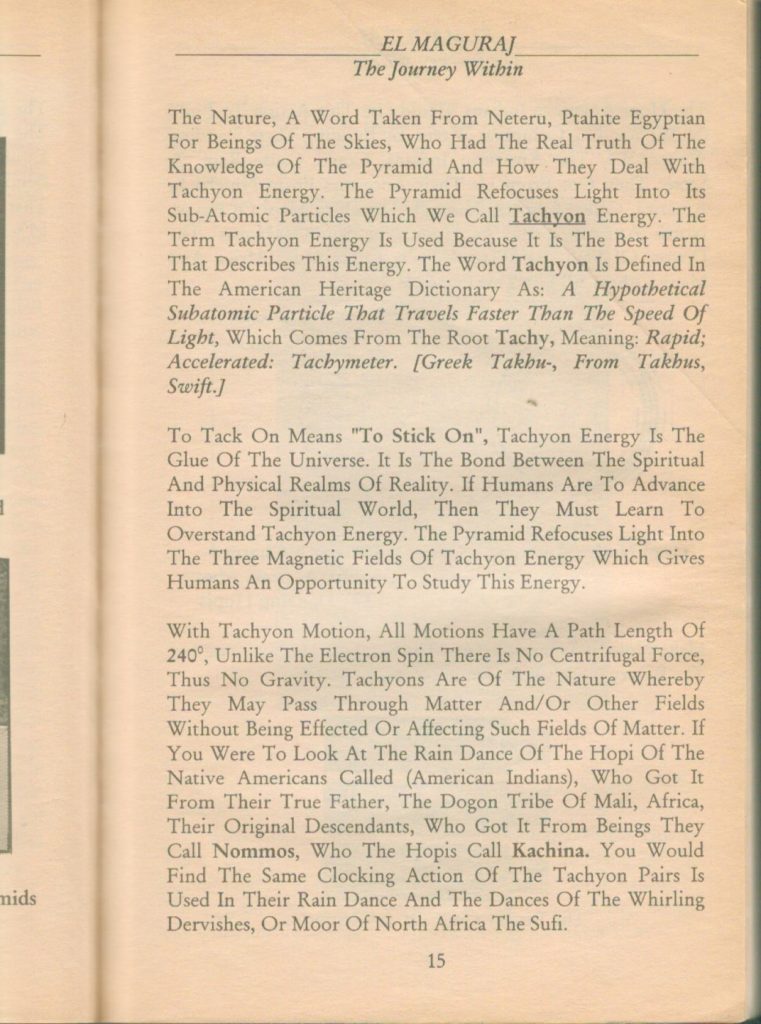 EL MAGURAJ
The Journey Within
The Nature, A Word Taken From Neteru, Ptahite Egyptian
For Beings Of The Skies, Who Had The Real Truth Of The
Knowledge Of The Pyramid And How They Deal With
Tachyon Energy. The Pyramid Refocuses Light Into Its
Sub-Atomic Particles Which We Call Tachyon Energy. The
Term Tachyon Energy Is Used Because It Is The Best Term
That Describes This Energy. The Word Tachyon Is Defined In
The American Heritage Dictionary As: A Hypothetical
Subatomic Particle That Travels Faster Than The Speed Of
Light, Which Comes From The Root Tachy, Meaning: Rapid;
Accelerated: Tachymeter. [Greek Takhu-, From Takhus,
Swift.]
To Tack On Means "To Stick On", Tachyon Energy Is The
Glue Of The Universe. It Is The Bond Between The Spiritual
And Physical Realms Of Reality. If Humans Are To Advance
Into The Spiritual World, Then They Must Learn To
Overstand Tachyon Energy. The Pyramid Refocuses Light Into
The Three Magnetic Fields Of Tachyon Energy Which Gives
Humans An Opportunity To Study This Energy.
With Tachyon Motion, All Motions Have A Path Length Of
240°, Unlike The Electron Spin There Is No Centrifugal Force,
Thus No Gravity. Tachyons Are Of The Nature Whereby
They May Pass Through Matter And/Or Other Fields
Without Being Effected Or Affecting Such Fields Of Matter. If
You Were To Look At The Rain Dance Of The Hopi Of The
Native Americans Called (American Indians), Who Got It
From Their True Father, The Dogon Tribe Of Mali, Africa,
Their Original Descendants, Who Got It From Beings They
Call Nommos, Who The Hopis Call Kachina. You Would
Find The Same Clocking Action Of The Tachyon Pairs Is
Used In Their Rain Dance And The Dances Of The Whirling
Dervishes, Or Moor Of North Africa The Sufi.
15